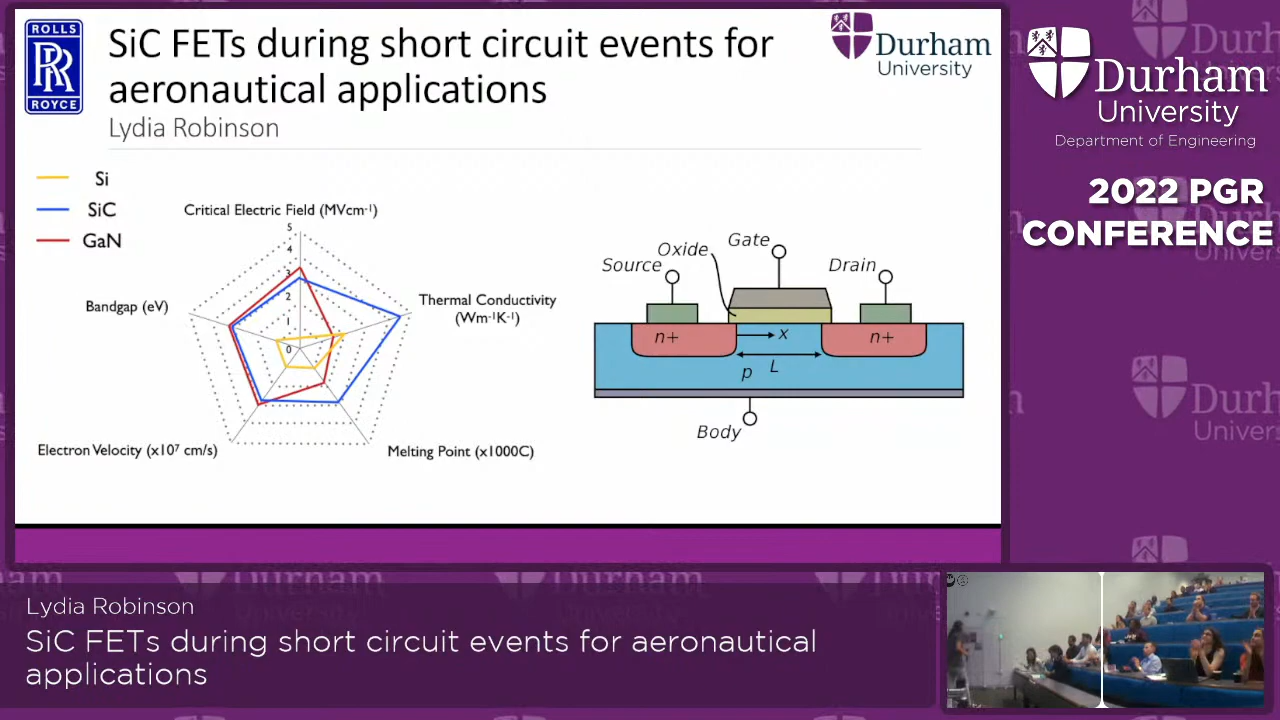 ROLLS
RR
ROYCE
SiC FETs during short circuit events for
aeronautical applications
Lydia Robinson
Durham
University
Si
SiC
GaN
Critical Electric Field (MVcm⁻¹)
5
4
3
2
1
0
Bandgap (eV)
Thermal Conductivity
(Wm⁻¹K⁻¹)
Electron Velocity (x10⁷ cm/s)
Melting Point (x1000C)
Source
Oxide
Gate
Drain
n+
x
n+
L
p
Body
Durham
University
Department of Engineering
2022 PGR
CONFERENCE
Lydia Robinson
SiC FETs during short circuit events for aeronautical
applications